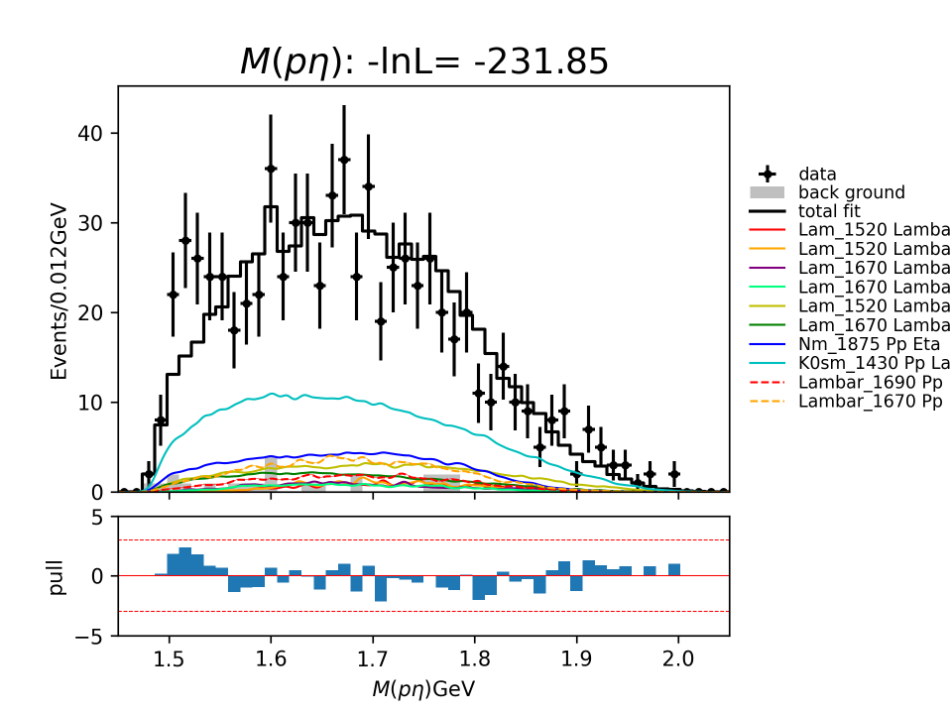 M(pη): -lnL= -231.85
Events/0.012GeV
40
30
20
10
0
data
back ground
total fit
Lam_1520 Lamba
Lam_1520 Lamba
Lam_1670 Lamba
Lam_1670 Lamba
Lam_1520 Lamba
Lam_1670 Lamba
Nm_1875 Pp Eta
K0sm_1430 Pp La
Lambar_1690 Pp
Lambar_1670 Pp
pull
5
0
−5
1.5 1.6 1.7 1.8 1.9 2.0
M(pη)GeV